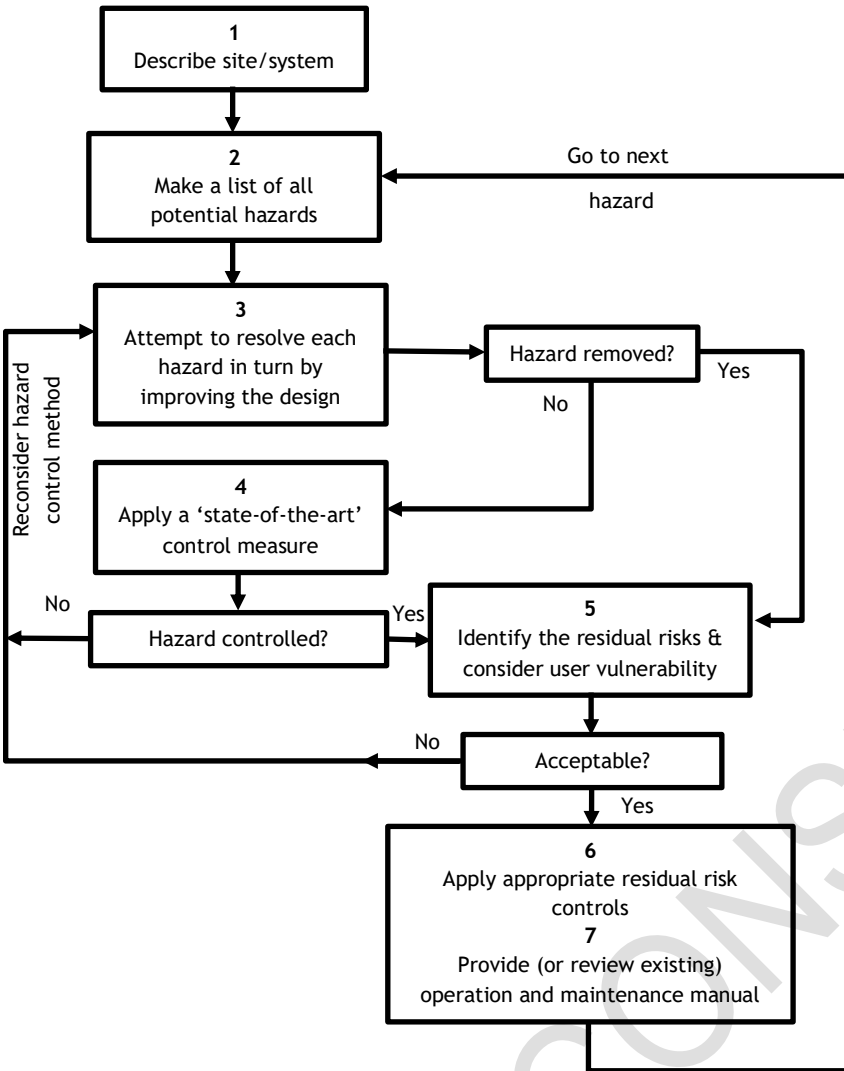 1
Describe site/system
2
Make a list of all
potential hazards
Go to next
hazard
3
Attempt to resolve each
hazard in turn by
improving the design
Hazard removed?
Yes
No
Reconsider hazard
control method
4
Apply a ‘state-of-the-art’
control measure
No
Hazard controlled?
Yes
5
Identify the residual risks &
consider user vulnerability
No
Acceptable?
Yes
6
Apply appropriate residual risk
controls
7
Provide (or review existing)
operation and maintenance manual
CONS